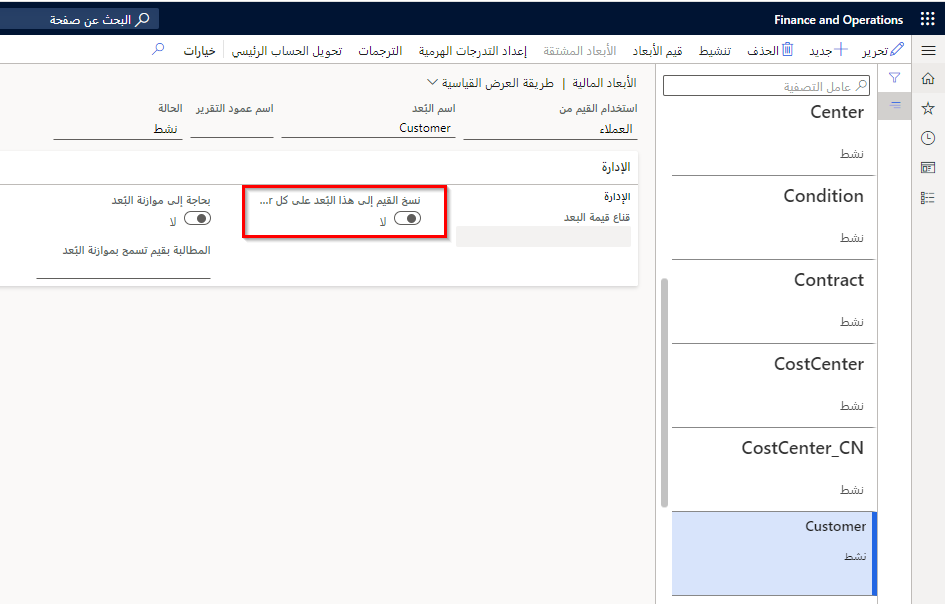 Finance and Operations
البحث عن صفحة
تحرير
جديد
الحذف
تنشيط
قيم الأبعاد
الأبعاد المشتقة
إعداد التدرجات الهرمية
الترجمات
تحويل الحساب الرئيسي
خيارات
عامل التصفية
Center
نشط
Condition
نشط
Contract
نشط
CostCenter
نشط
CostCenter_CN
نشط
Customer
نشط
الأبعاد المالية | طريقة العرض القياسية
استخدام القيم من
العملاء
اسم البُعد
Customer
اسم عمود التقرير
الحالة
نشط
الإدارة
الإدارة
قناع قيمة البعد
نسخ القيم إلى هذا البُعد على كل r...
لا
بحاجة إلى موازنة البُعد
لا
المطالبة بقيم تسمح بموازنة البُعد